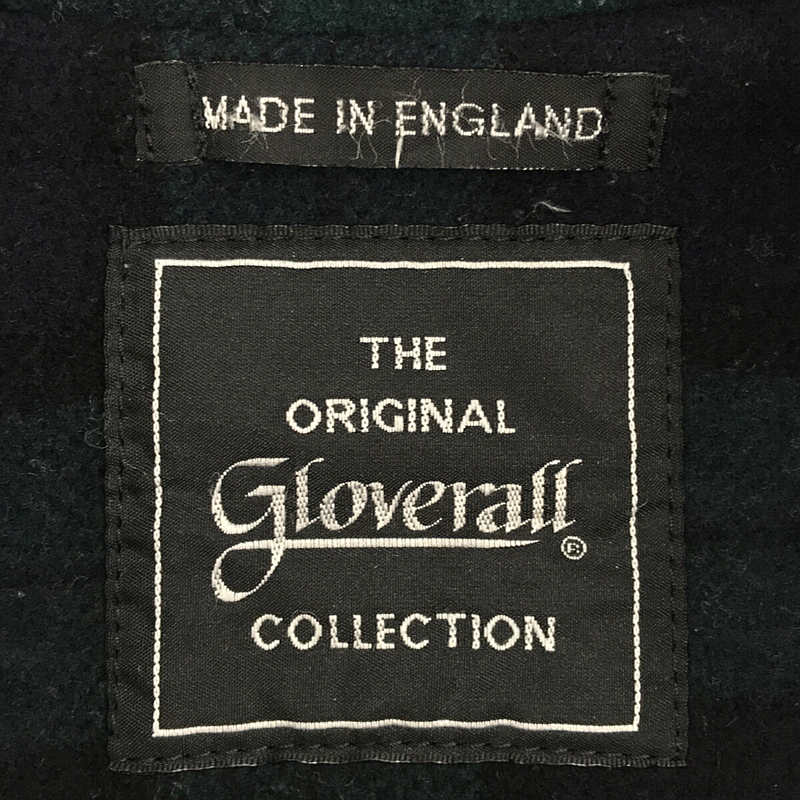 MADE IN ENGLAND
THE
ORIGINAL
Gloverall
®
COLLECTION